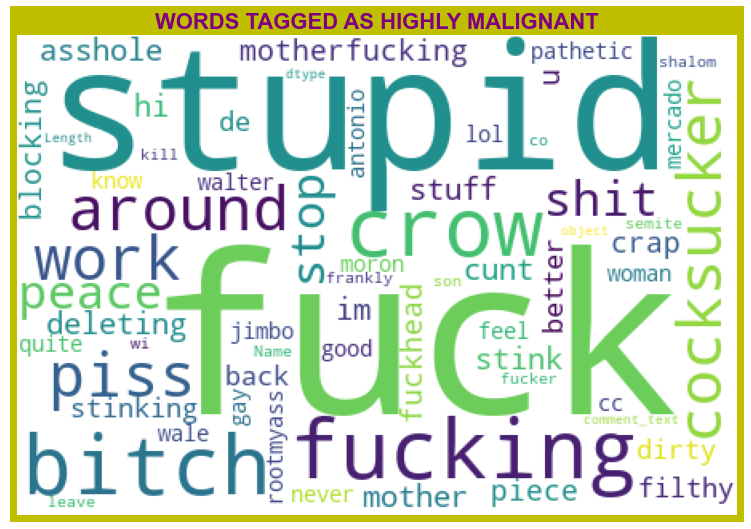 WORDS TAGGED AS HIGHLY MALIGNANT
asshole
motherfucking
pathetic
shalom
stupid
dtype
u
blocking
hi
de
antonio
lol
co
mercado
Length
kill
know
walter
stuff
shit
cocksucker
around
stop
crow
semite
object
work
crap
moron
cunt
frankly
son
woman
better
peace
fuck
im
deleting
jimbo
feel
quite
wi
Name
good
fuckhead
stink
piss
back
fucker
stinking
gay
rootmyass
cc
comment_text
wale
fucking
bitch
dirty
never
mother
piece
filthy
leave